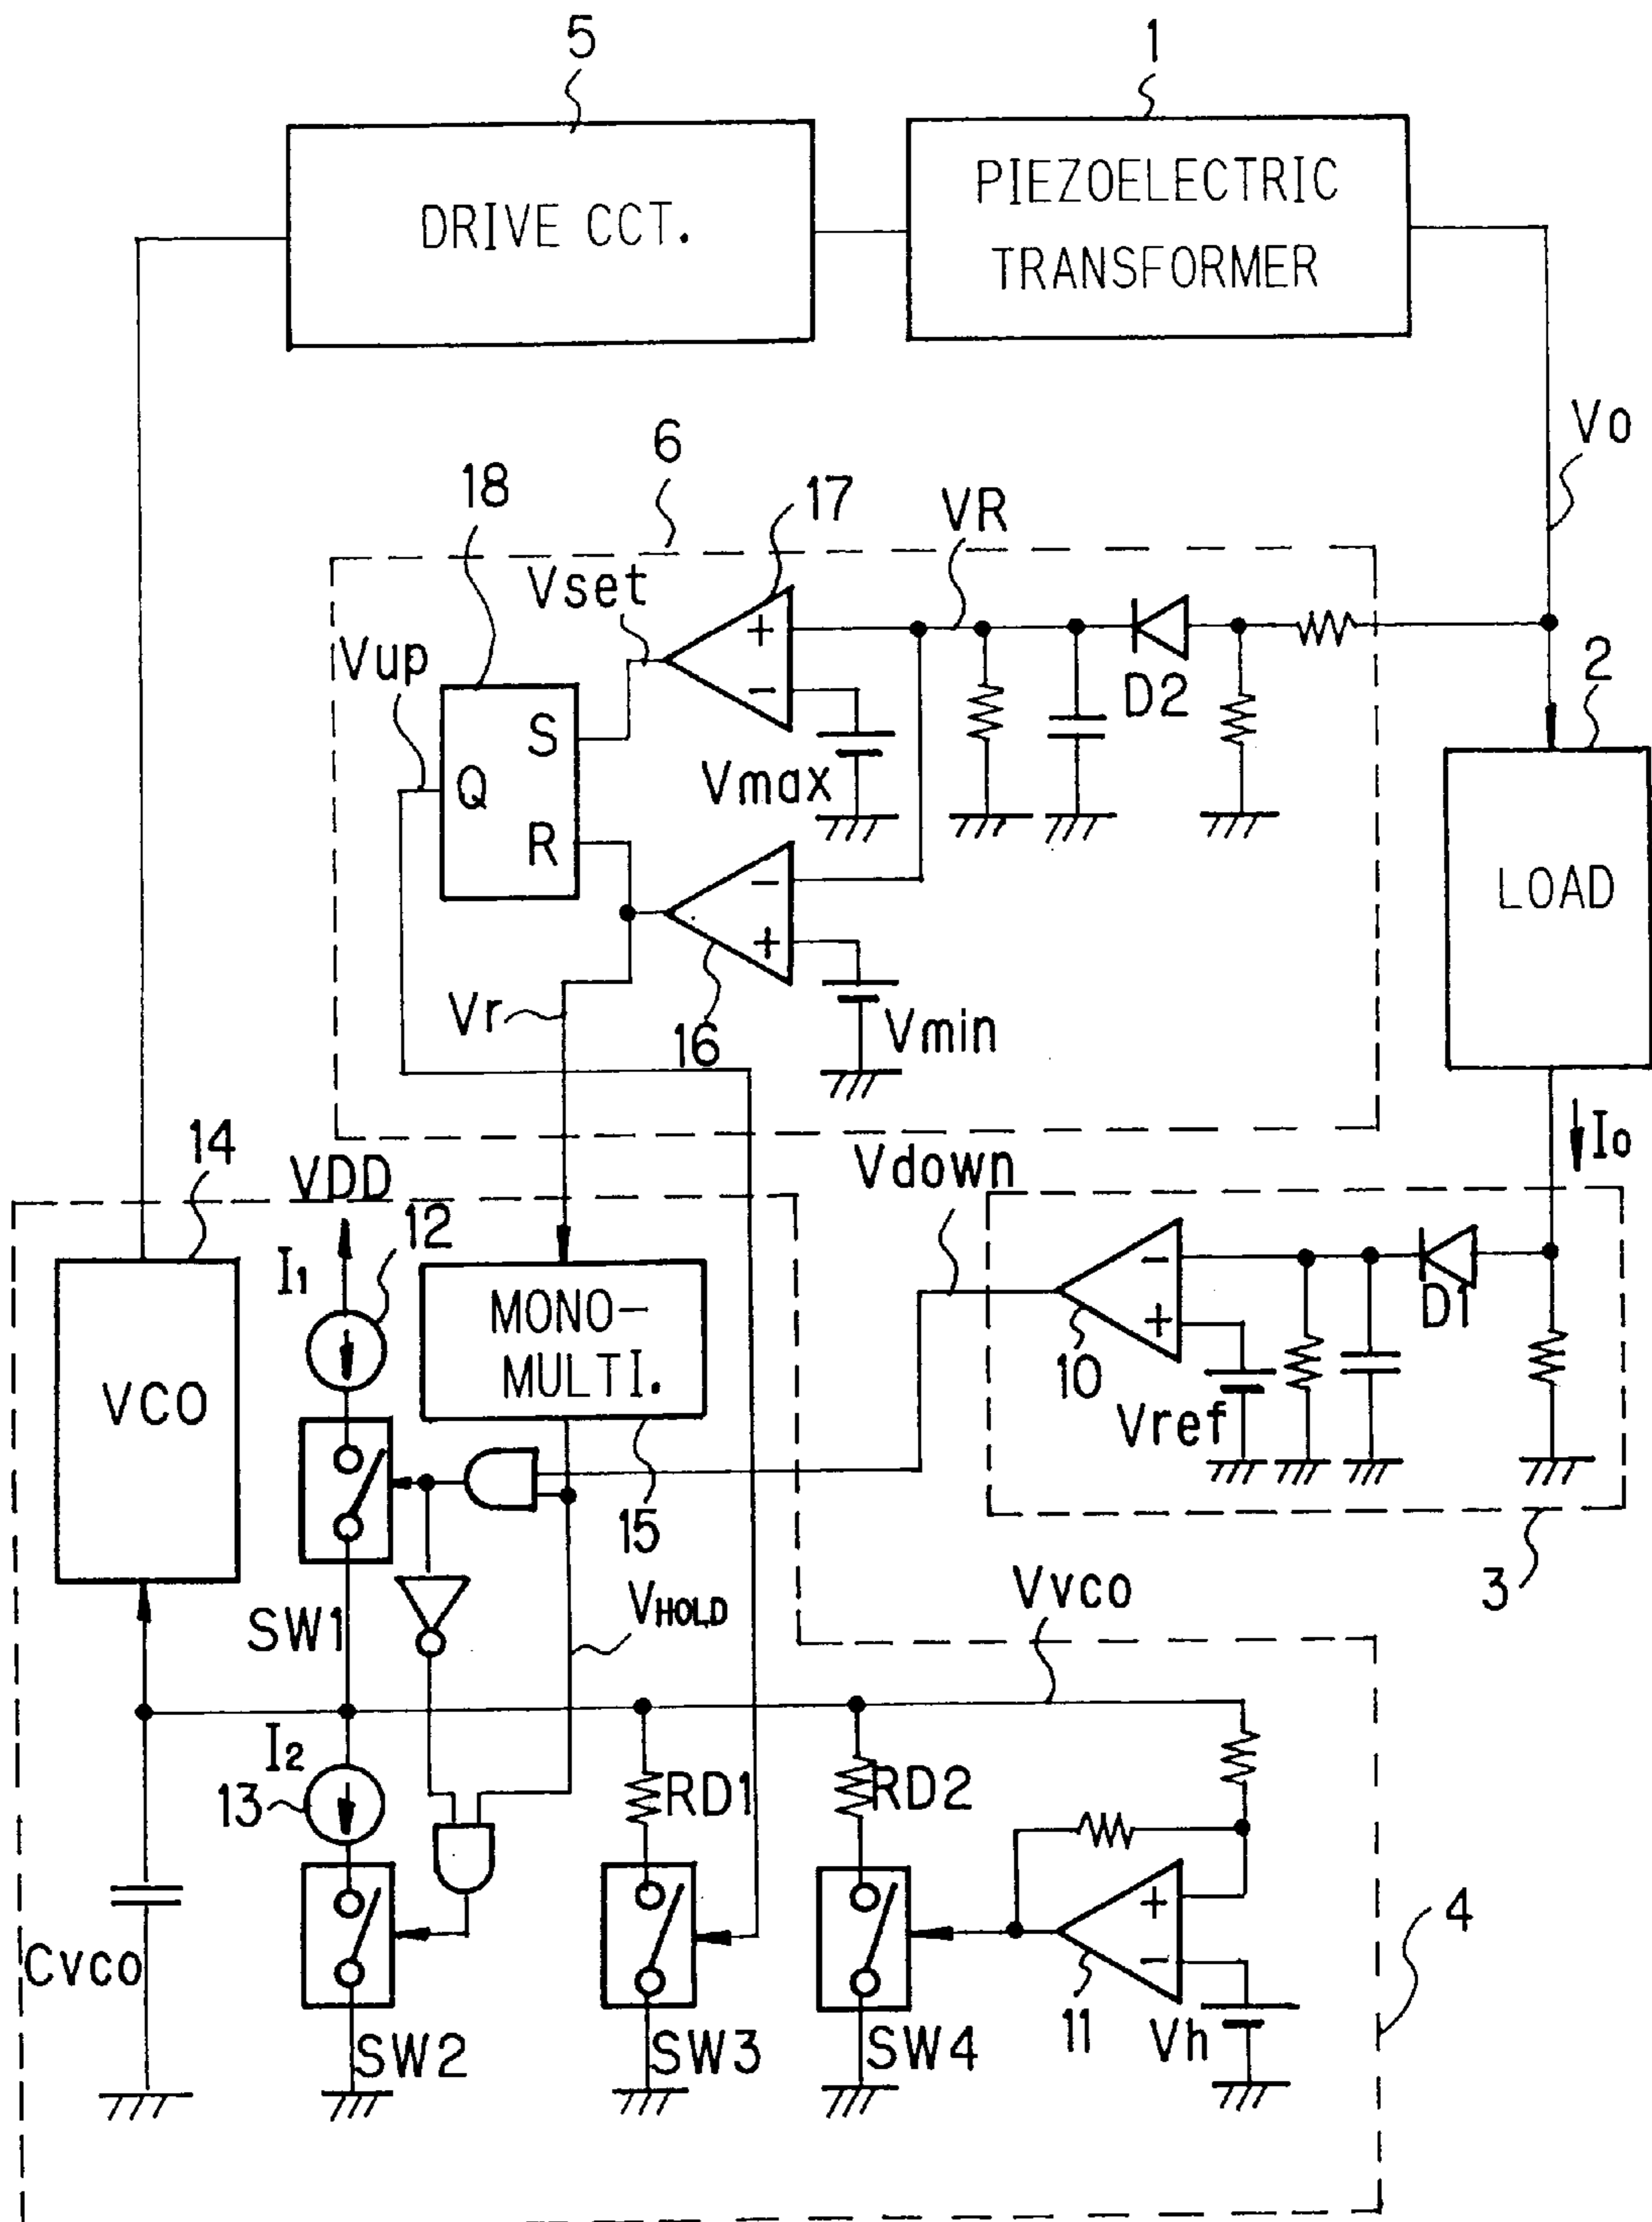 5
1
DRIVE CCT.
PIEZOELECTRIC
TRANSFORMER
Vo
6
18
17
VR
Vset
Vup
+
−
S
Q
R
D2
2
Vmax
LOAD
−
+
Vr
16
Vmin
14
VDD
12
I1
Vdown
Io
MONO-
MULTI.
VCO
−
+
10
D1
Vref
15
3
SW1
VHOLD
Vvco
I2
13
RD1
RD2
+
−
4
Cvco
SW2
SW3
SW4
11
Vh